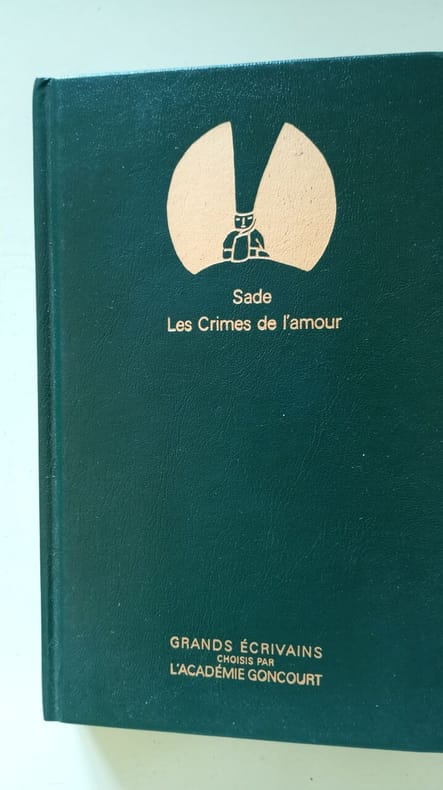 Sade
Les Crimes de l'amour
GRANDS ÉCRIVAINS
CHOISIS PAR
L'ACADÉMIE GONCOURT